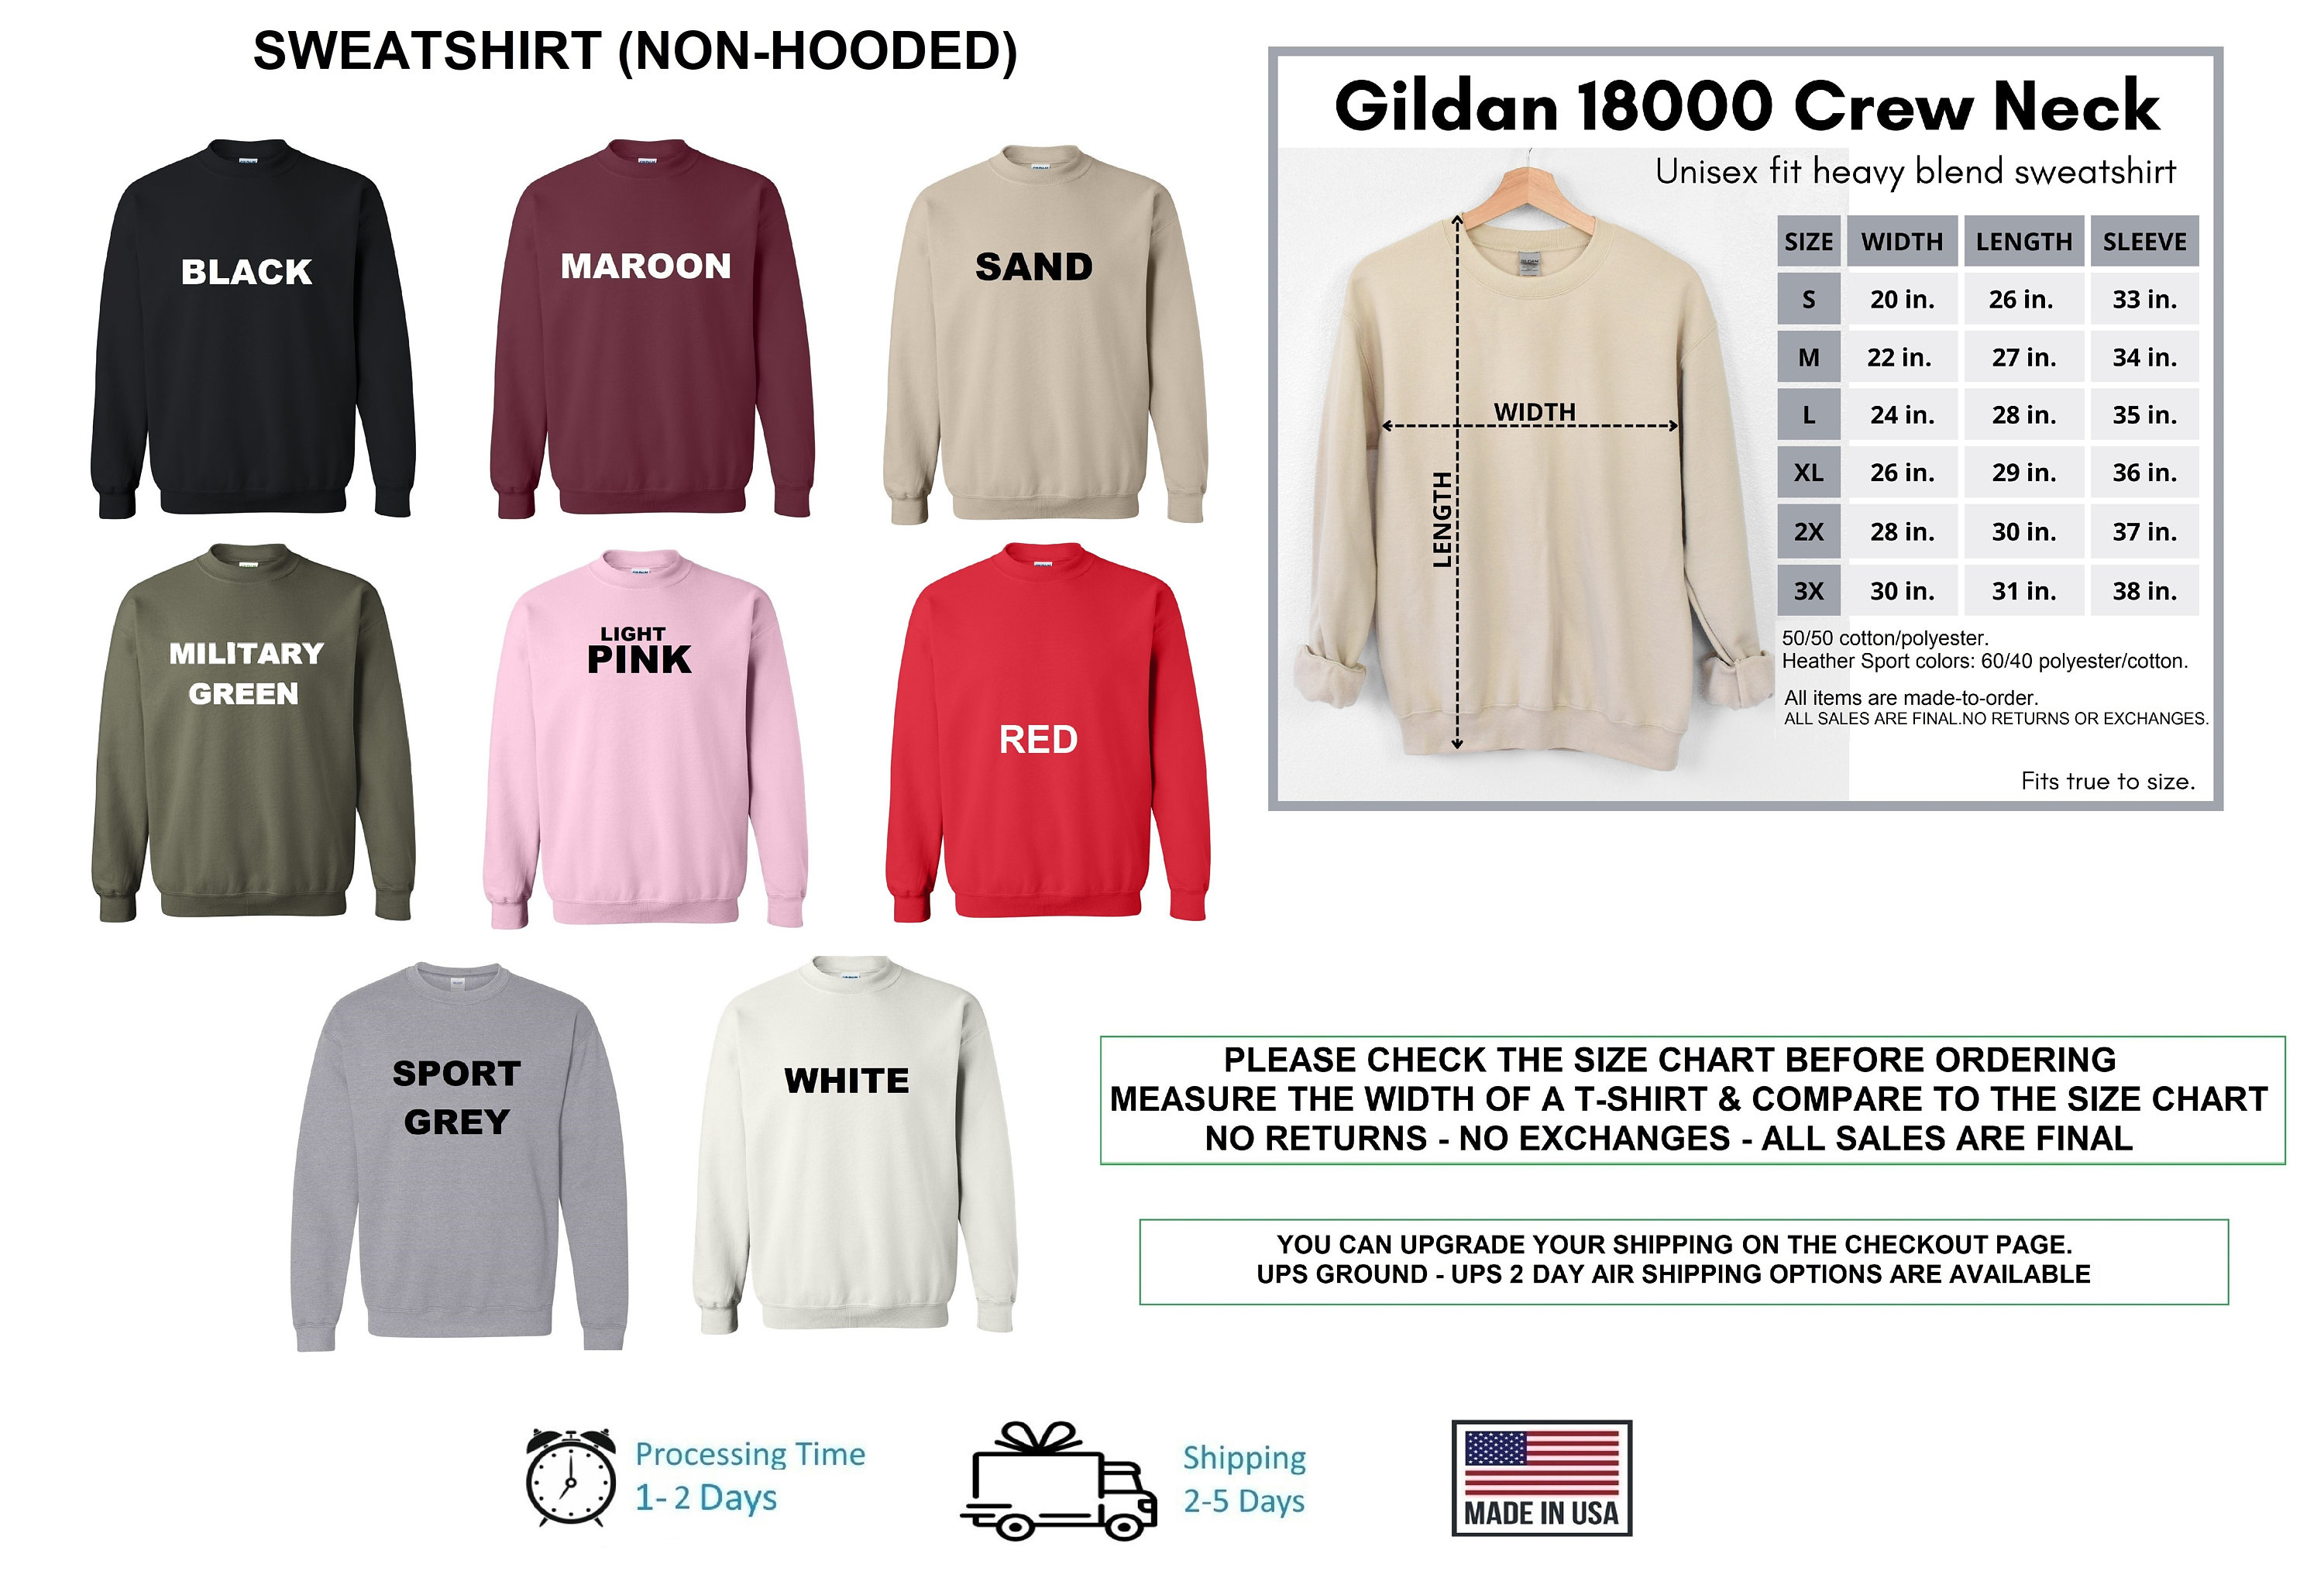 SWEATSHIRT (NON-HOODED)
BLACK
MAROON
SAND
MILITARY
GREEN
LIGHT
PINK
RED
SPORT
GREY
WHITE
Gildan 18000 Crew Neck
Unisex fit heavy blend sweatshirt
WIDTH
LENGTH
SIZE WIDTH LENGTH SLEEVE
S 20 in. 26 in. 33 in.
M 22 in. 27 in. 34 in.
L 24 in. 28 in. 35 in.
XL 26 in. 29 in. 36 in.
2X 28 in. 30 in. 37 in.
3X 30 in. 31 in. 38 in.
50/50 cotton/polyester.
Heather Sport colors: 60/40 polyester/cotton.
All items are made-to-order.
ALL SALES ARE FINAL.NO RETURNS OR EXCHANGES.
Fits true to size.
PLEASE CHECK THE SIZE CHART BEFORE ORDERING
MEASURE THE WIDTH OF A T-SHIRT & COMPARE TO THE SIZE CHART
NO RETURNS - NO EXCHANGES - ALL SALES ARE FINAL
YOU CAN UPGRADE YOUR SHIPPING ON THE CHECKOUT PAGE.
UPS GROUND - UPS 2 DAY AIR SHIPPING OPTIONS ARE AVAILABLE
Processing Time
1- 2 Days
Shipping
2-5 Days
MADE IN USA